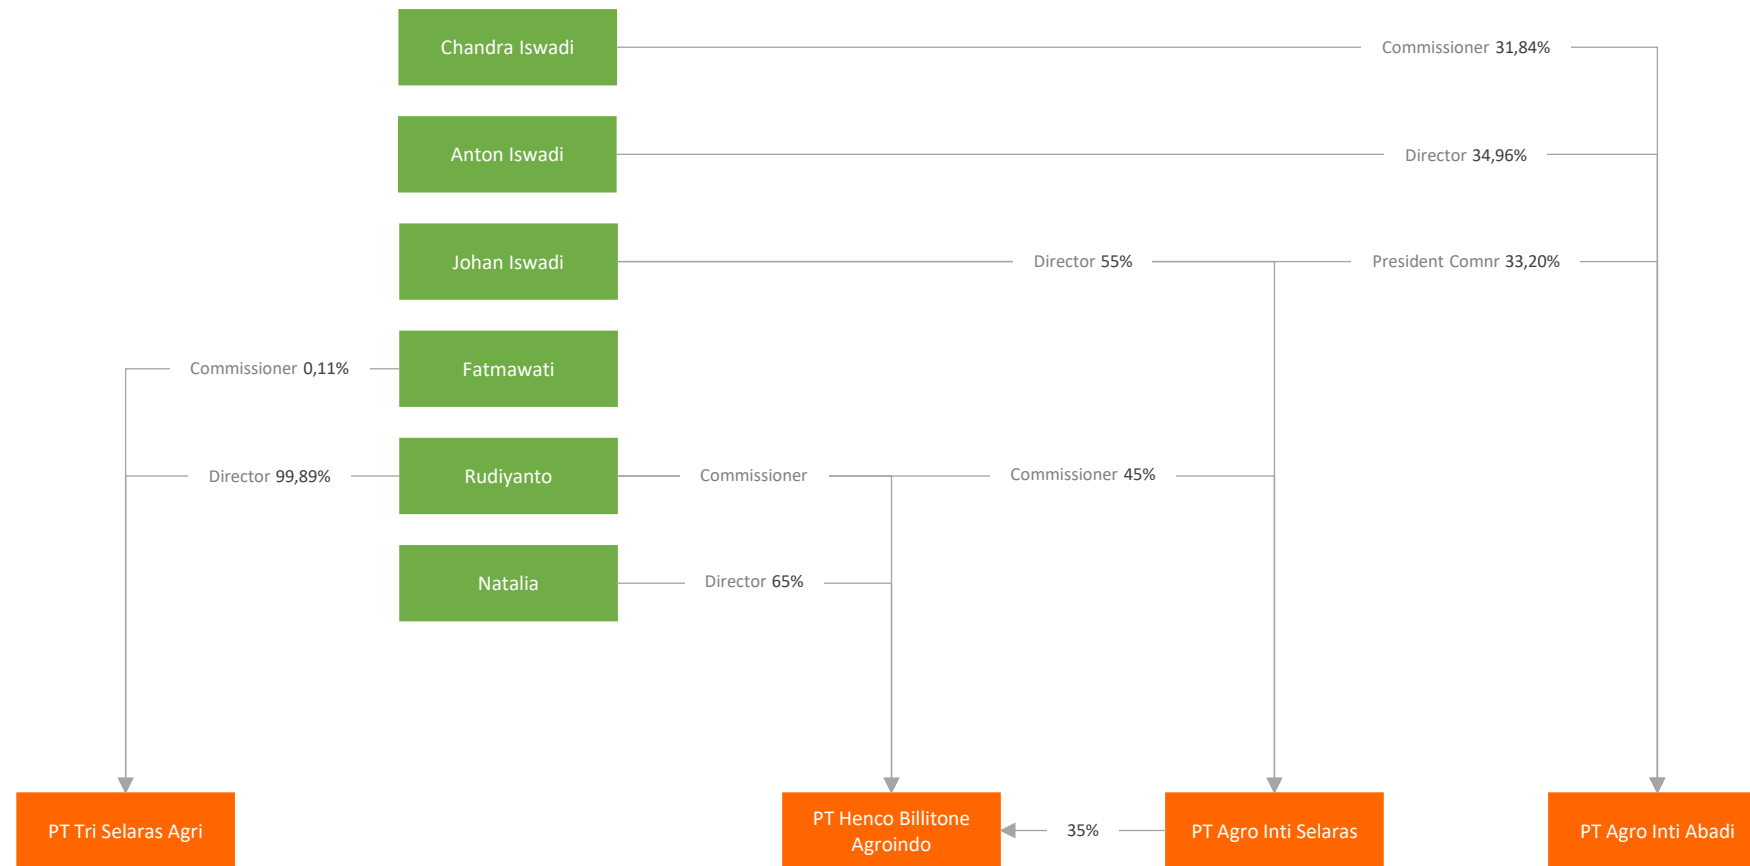 Chandra Iswadi
Commissioner 31,84%
Anton Iswadi
Director 34,96%
Johan Iswadi
Director 55%
President Comnr 33,20%
Commissioner 0,11%
Fatmawati
Director 99,89%
Rudiyanto
Commissioner
Commissioner 45%
Natalia
Director 65%
PT Tri Selaras Agri
PT Henco Billitone
Agroindo
35%
PT Agro Inti Selaras
PT Agro Inti Abadi